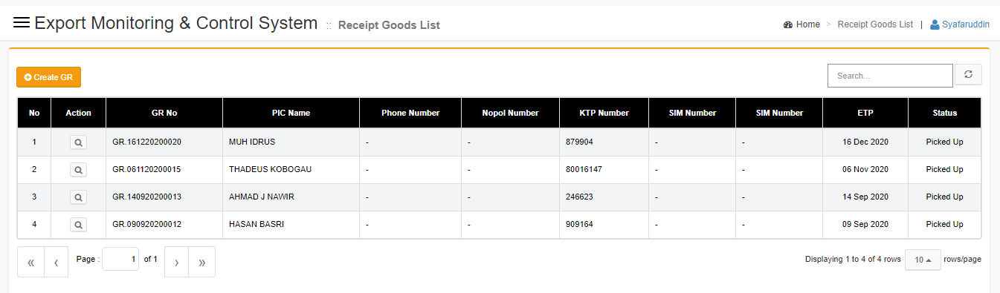 Export Monitoring & Control System :: Receipt Goods List
Home > Receipt Goods List | Syafaruddin
Create GR
Search...
No Action GR No PIC Name Phone Number Nopol Number KTP Number SIM Number SIM Number ETP Status
1 GR.161220200020 MUH IDRUS - - 879904 - - 16 Dec 2020 Picked Up
2 GR.061120200015 THADEUS KOBOGAU - - 80016147 - - 06 Nov 2020 Picked Up
3 GR.140920200013 AHMAD J NAWIR - - 246623 - - 14 Sep 2020 Picked Up
4 GR.090920200012 HASAN BASRI - - 909164 - - 09 Sep 2020 Picked Up
« ‹ Page : 1 of 1 › »
Displaying 1 to 4 of 4 rows 10 rows/page